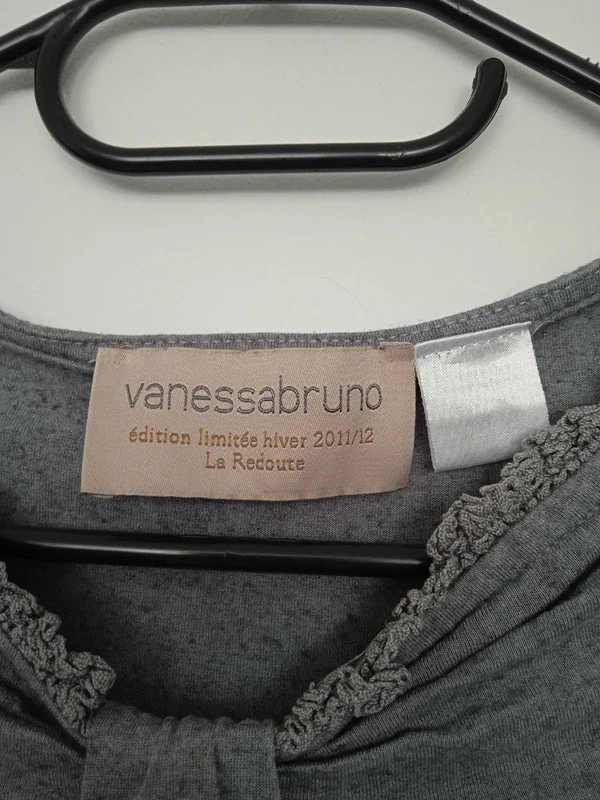 vanessabruno
édition limitée hiver 2011/12
La Redoute